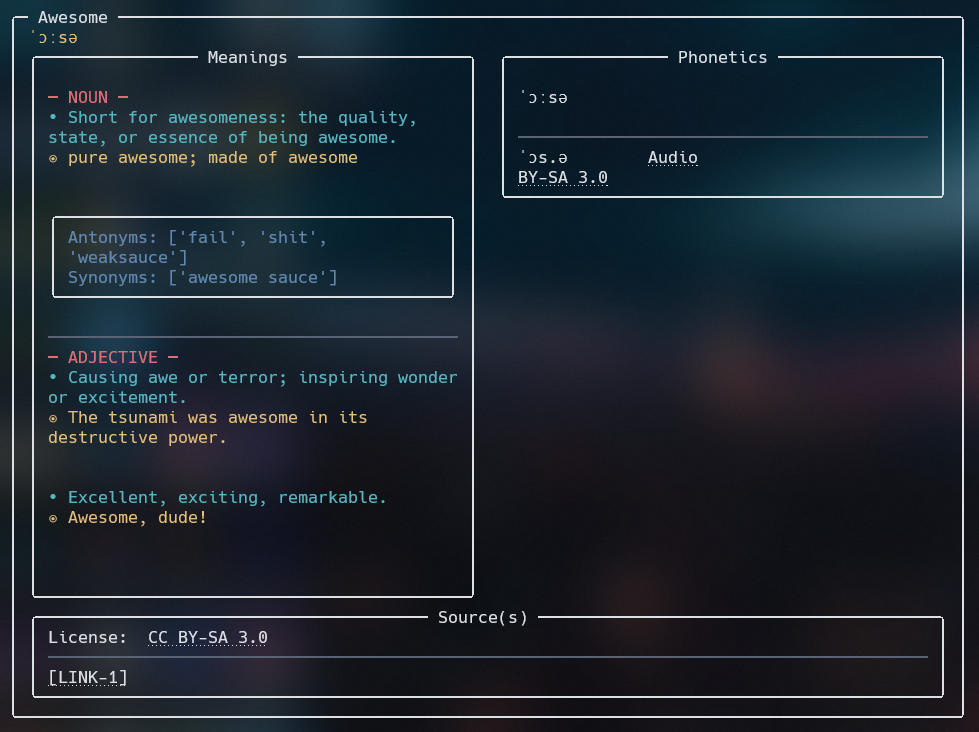 Awesome
ˈɔːsə
Meanings
— NOUN —
• Short for awesomeness: the quality,
state, or essence of being awesome.
⦿ pure awesome; made of awesome
Antonyms: ['fail', 'shit',
'weaksauce']
Synonyms: ['awesome sauce']
— ADJECTIVE —
• Causing awe or terror; inspiring wonder
or excitement.
⦿ The tsunami was awesome in its
destructive power.
• Excellent, exciting, remarkable.
⦿ Awesome, dude!
Phonetics
ˈɔːsə
ˈɔs.ə Audio
BY-SA 3.0
Source(s)
License: CC BY-SA 3.0
[LINK-1]